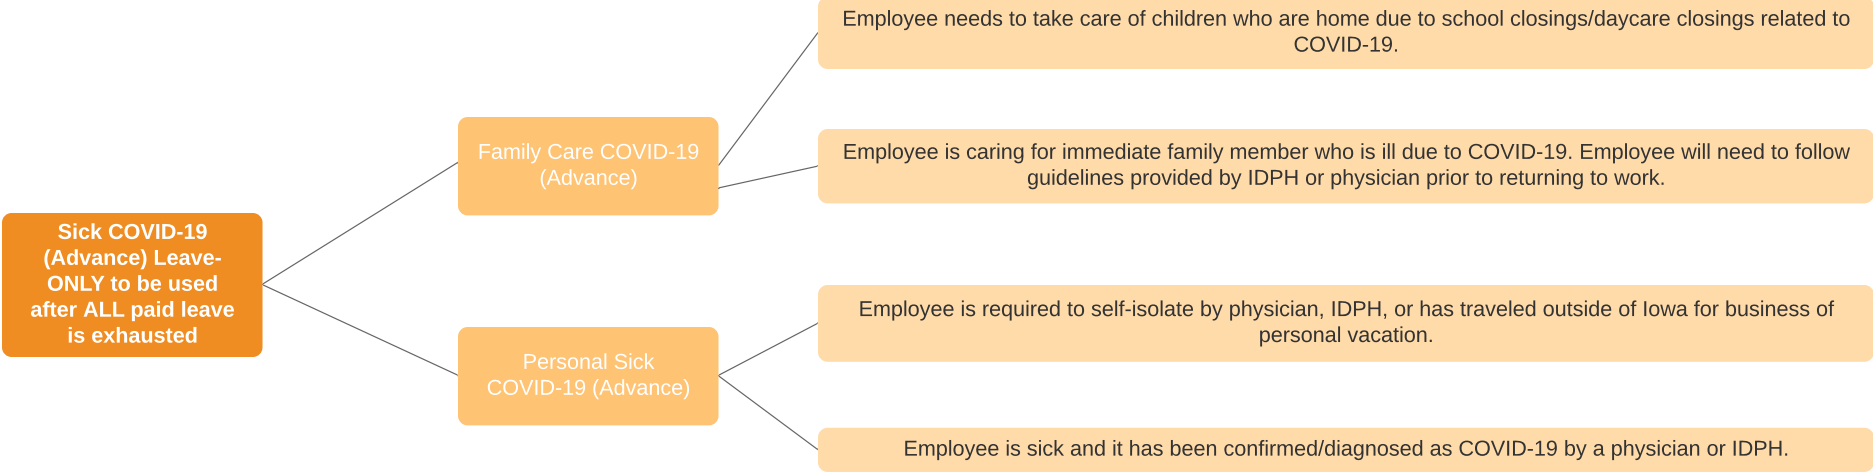 Sick COVID-19
(Advance) Leave-
ONLY to be used
after ALL paid leave
is exhausted
Family Care COVID-19
(Advance)
Employee needs to take care of children who are home due to school closings/daycare closings related to
COVID-19.
Employee is caring for immediate family member who is ill due to COVID-19. Employee will need to follow
guidelines provided by IDPH or physician prior to returning to work.
Personal Sick
COVID-19 (Advance)
Employee is required to self-isolate by physician, IDPH, or has traveled outside of Iowa for business of
personal vacation.
Employee is sick and it has been confirmed/diagnosed as COVID-19 by a physician or IDPH.